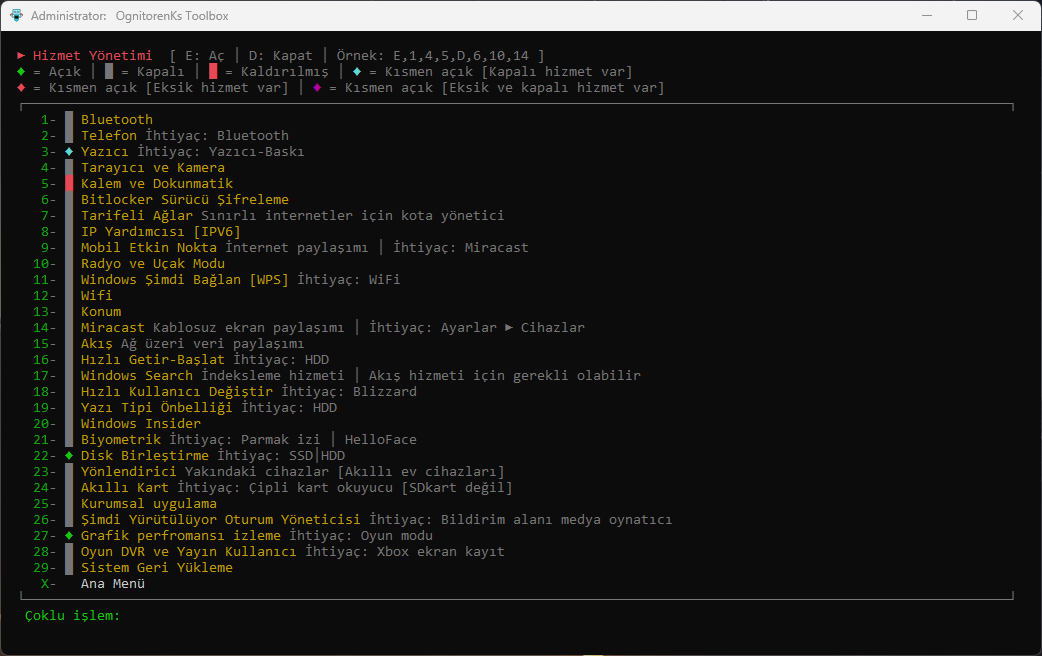 Administrator: OgnitorenKs Toolbox
► Hizmet Yönetimi [ E: Aç │ D: Kapat │ Örnek: E,1,4,5,D,6,10,14 ]
♦ = Açık │ █ = Kapalı │ █ = Kaldırılmış │ ♦ = Kısmen açık [Kapalı hizmet var]
♦ = Kısmen açık [Eksik hizmet var] │ ♦ = Kısmen açık [Eksik ve kapalı hizmet var]
1- █ Bluetooth
2- █ Telefon İhtiyaç: Bluetooth
3- ♦ Yazıcı İhtiyaç: Yazıcı-Baskı
4- █ Tarayıcı ve Kamera
5- █ Kalem ve Dokunmatik
6- █ Bitlocker Sürücü Şifreleme
7- █ Tarifeli Ağlar Sınırlı internetler için kota yönetici
8- █ IP Yardımcısı [IPV6]
9- █ Mobil Etkin Nokta İnternet paylaşımı │ İhtiyaç: Miracast
10- █ Radyo ve Uçak Modu
11- █ Windows Şimdi Bağlan [WPS] İhtiyaç: WiFi
12- █ Wifi
13- █ Konum
14- █ Miracast Kablosuz ekran paylaşımı │ İhtiyaç: Ayarlar ► Cihazlar
15- █ Akış Ağ üzeri veri paylaşımı
16- █ Hızlı Getir-Başlat İhtiyaç: HDD
17- █ Windows Search İndeksleme hizmeti │ Akış hizmeti için gerekli olabilir
18- █ Hızlı Kullanıcı Değiştir İhtiyaç: Blizzard
19- █ Yazı Tipi Önbelliği İhtiyaç: HDD
20- █ Windows Insider
21- █ Biyometrik İhtiyaç: Parmak izi │ HelloFace
22- ♦ Disk Birleştirme İhtiyaç: SSD│HDD
23- █ Yönlendirici Yakındaki cihazlar [Akıllı ev cihazları]
24- █ Akıllı Kart İhtiyaç: Çipli kart okuyucu [SDkart değil]
25- █ Kurumsal uygulama
26- █ Şimdi Yürütülüyor Oturum Yöneticisi İhtiyaç: Bildirim alanı medya oynatıcı
27- ♦ Grafik perfromansı izleme İhtiyaç: Oyun modu
28- █ Oyun DVR ve Yayın Kullanıcı İhtiyaç: Xbox ekran kayıt
29- █ Sistem Geri Yükleme
X- Ana Menü
Çoklu işlem: